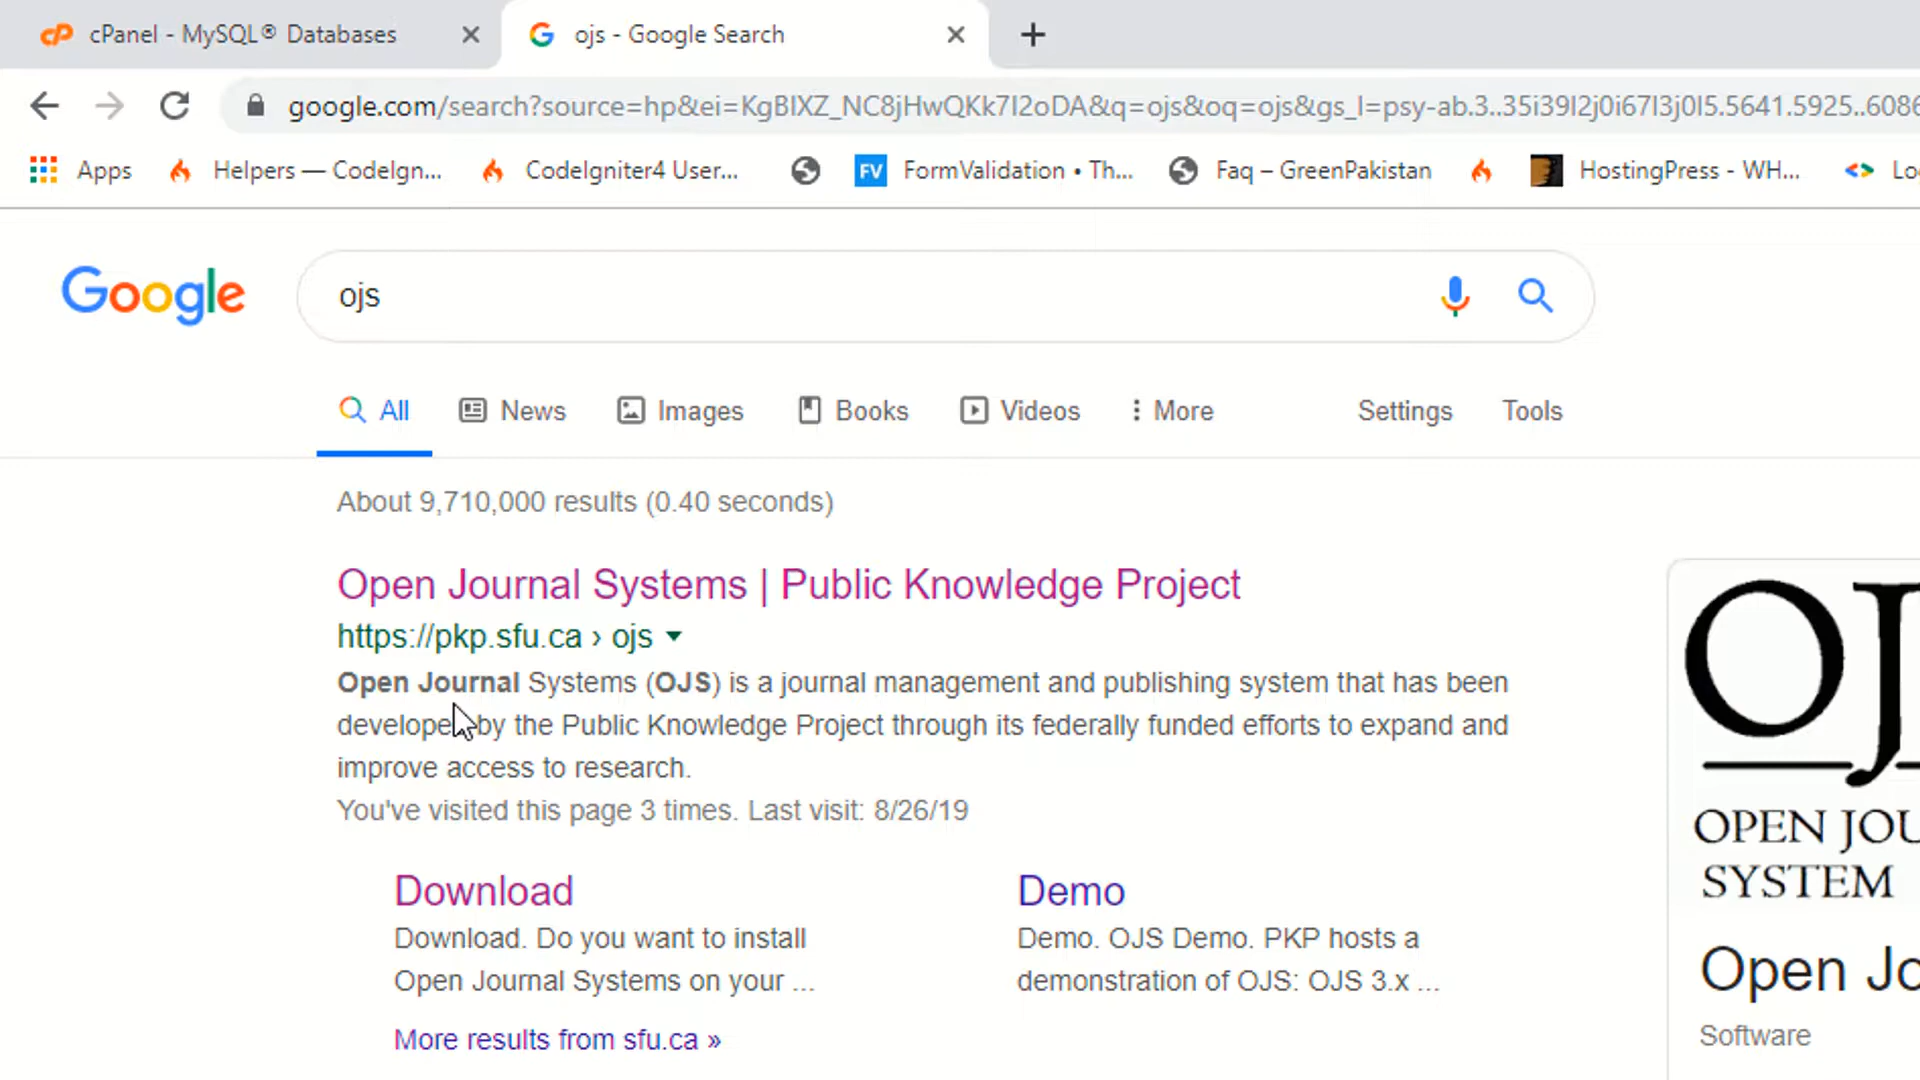 cPanel - MySQL® Databases
ojs - Google Search
google.com/search?source=hp&ei=KgBIXZ_NC8jHwQKk7I2oDA&q=ojs&oq=ojs&gs_l=psy-ab.3..35i39l2j0i67l3j0l5.5641.5925..6086
Apps Helpers — CodeIgn... CodeIgniter4 User... FV FormValidation • Th... Faq – GreenPakistan HostingPress - WH... Lo
Google
ojs
All News Images Books Videos More Settings Tools
About 9,710,000 results (0.40 seconds)
Open Journal Systems | Public Knowledge Project
https://pkp.sfu.ca › ojs
Open Journal Systems (OJS) is a journal management and publishing system that has been
developed by the Public Knowledge Project through its federally funded efforts to expand and
improve access to research.
You've visited this page 3 times. Last visit: 8/26/19
Download
Download. Do you want to install
Open Journal Systems on your ...
Demo
Demo. OJS Demo. PKP hosts a
demonstration of OJS: OJS 3.x ...
More results from sfu.ca »
OJ
OPEN JOU
SYSTEM
Open Jo
Software